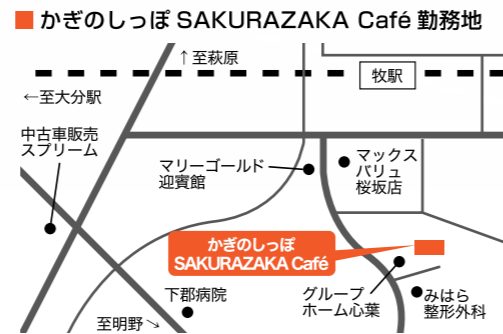 かぎのしっぽ SAKURAZAKA Café 勤務地
↑至萩原
牧駅
←至大分駅
中古車販売
スプリーム
マリーゴールド
迎賓館
マックス
バリュ
桜坂店
かぎのしっぽ
SAKURAZAKA Café
下郡病院
グループ
ホーム心葉
みはら
整形外科
至明野↘